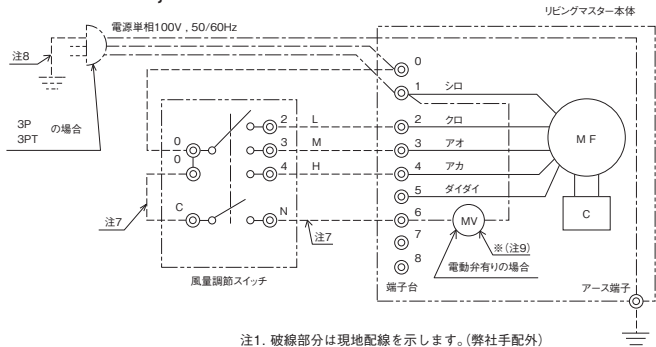 リビングマスター本体
電源単相100V , 50/60Hz
注8
3P
3PT
の場合
0
1
シロ
2
クロ
3
アオ
4
アカ
5
ダイダイ
6
7
8
端子台
MF
C
MV
※(注9)
電動弁有りの場合
アース端子
0
0
C
2
L
3
M
4
H
N
注7
注7
風量調節スイッチ
注1. 破線部分は現地配線を示します。(弊社手配外)